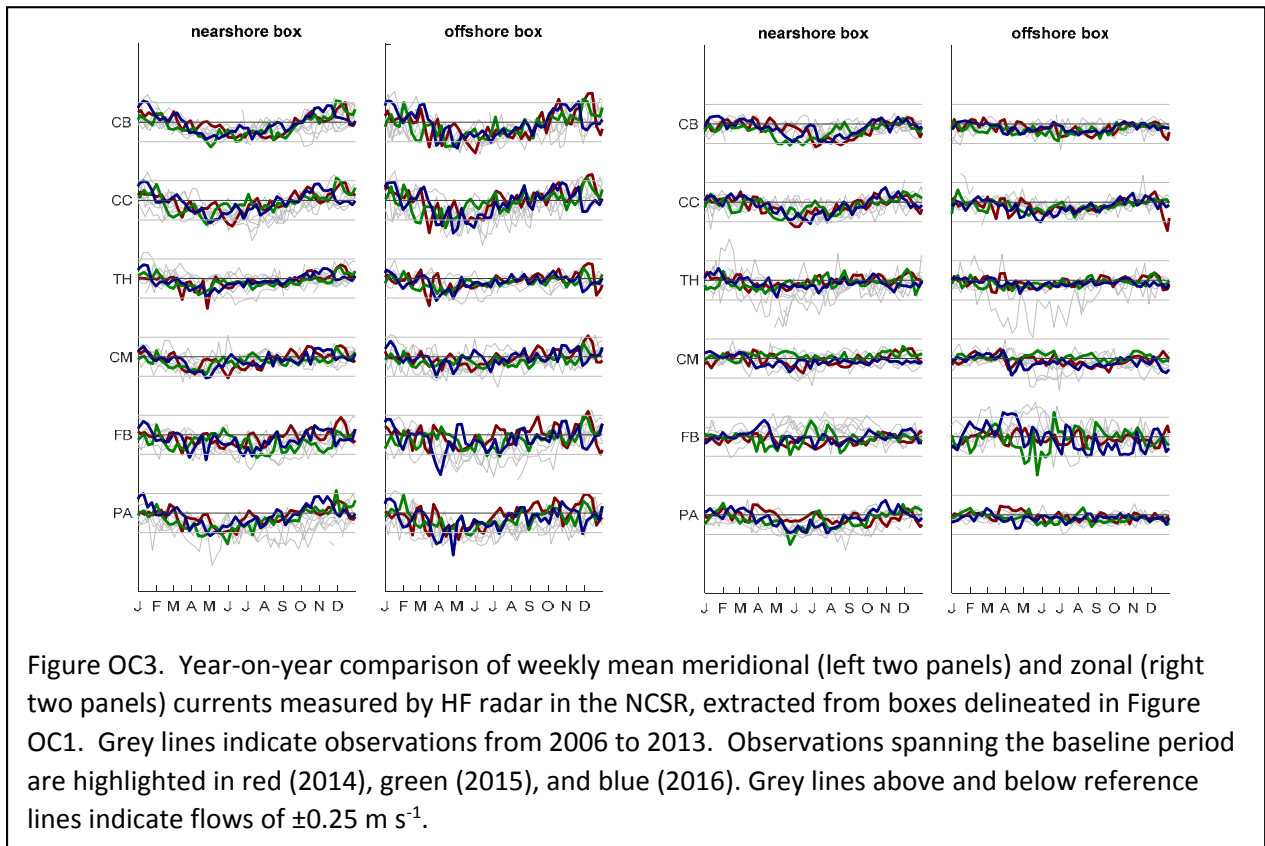 nearshore box offshore box nearshore box offshore box
CB CB
CC CC
TH TH
CM CM
FB FB
PA PA
J F M A M J J A S O N D J F M A M J J A S O N D J F M A M J J A S O N D J F M A M J J A S O N D
Figure OC3. Year-on-year comparison of weekly mean meridional (left two panels) and zonal (right
two panels) currents measured by HF radar in the NCSR, extracted from boxes delineated in Figure
OC1. Grey lines indicate observations from 2006 to 2013. Observations spanning the baseline period
are highlighted in red (2014), green (2015), and blue (2016). Grey lines above and below reference
lines indicate flows of ±0.25 m s⁻¹.